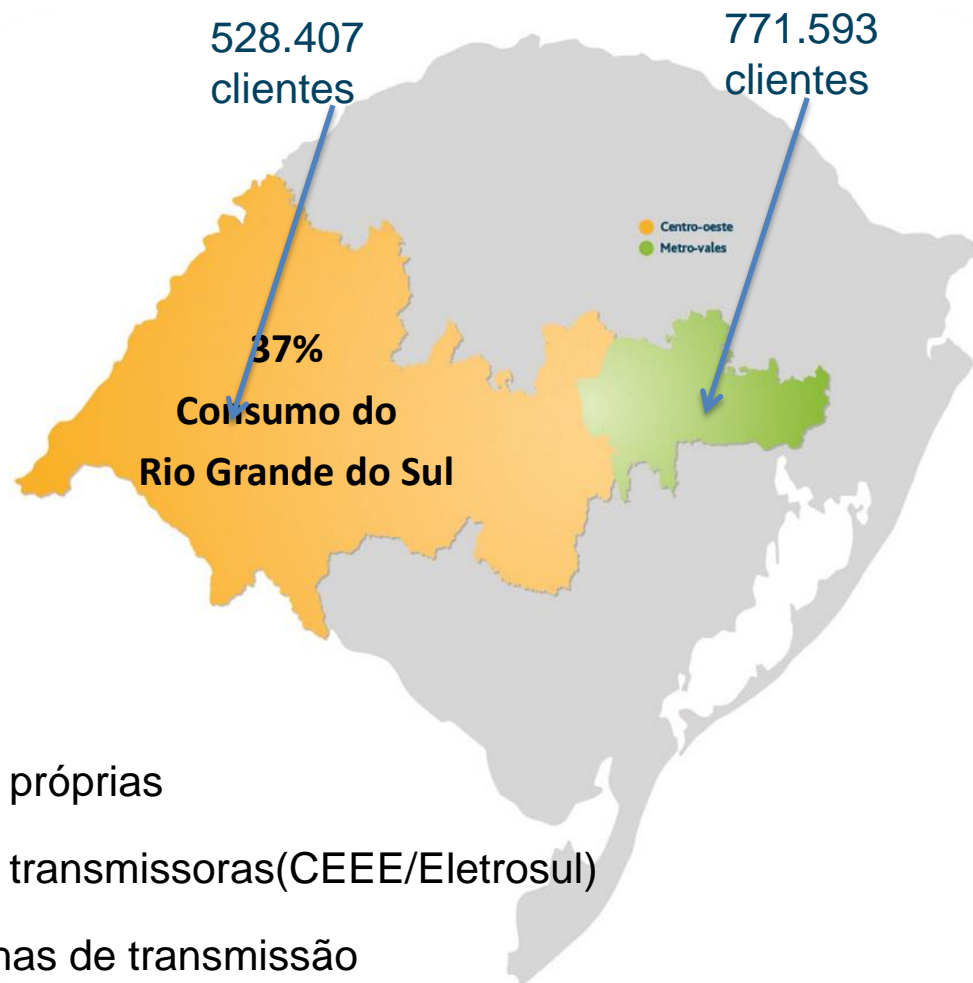 528.407
clientes
771.593
clientes
Centro-oeste
Metro-vales
37%
Consumo do
Rio Grande do Sul
próprias
transmissoras(CEEE/Eletrosul)
nas de transmissão